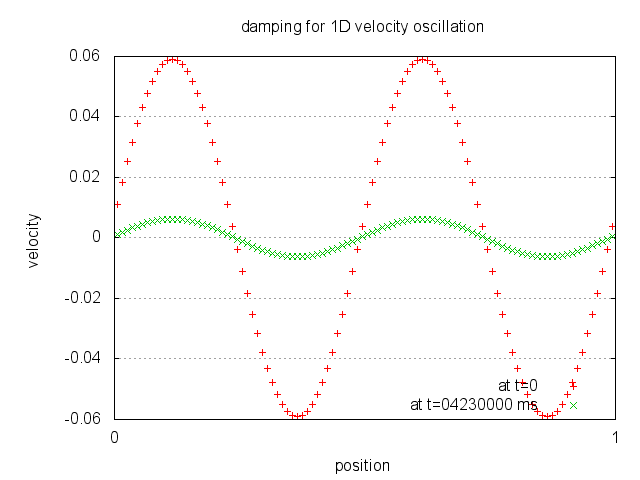 damping for 1D velocity oscillation
0.06
0.04
0.02
0
-0.02
-0.04
-0.06
velocity
at t=0
at t=04230000 ms
0
1
position